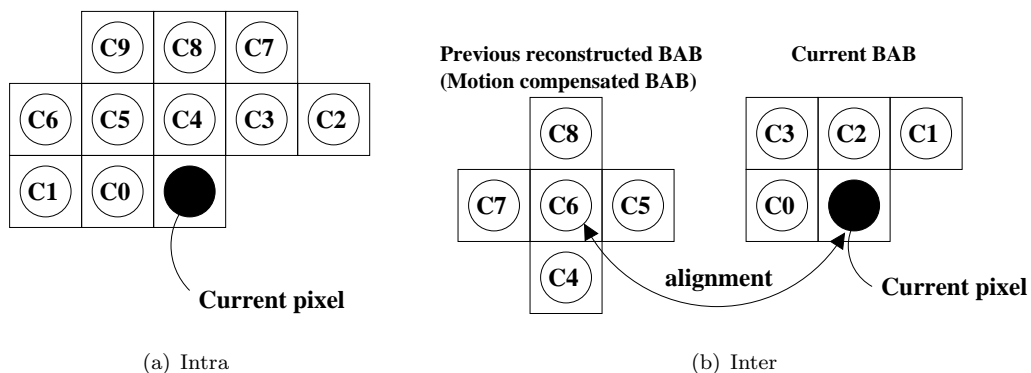 C9 C8 C7
C6 C5 C4 C3 C2
C1 C0
Current pixel
(a) Intra
Previous reconstructed BAB
(Motion compensated BAB)
C8
C7 C6 C5
C4
alignment
Current BAB
C3 C2 C1
C0
Current pixel
(b) Inter